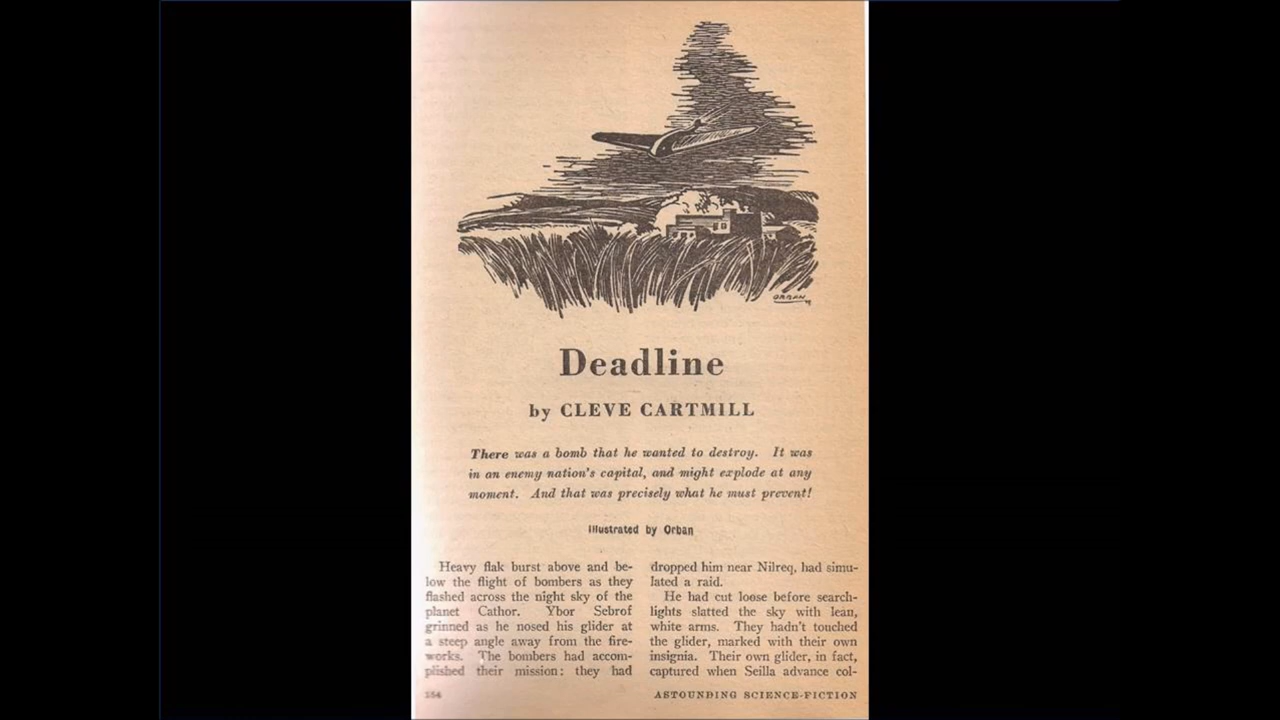 ORBAN
Deadline
by CLEVE CARTMILL
There was a bomb that he wanted to destroy. It was
in an enemy nation's capital, and might explode at any
moment. And that was precisely what he must prevent!
Illustrated by Orban
Heavy flak burst above and be-
low the flight of bombers as they
flashed across the night sky of the
planet Cathor. Ybor Sebrof
grinned as he nosed his glider at
a steep angle away from the fire-
works. The bombers had accom-
plished their mission: they had
dropped him near Nilreq, had simu-
lated a raid.
He had cut loose before search-
lights slatted the sky with lean,
white arms. They hadn't touched
the glider, marked with their own
insignia. Their own glider, in fact,
captured when Seilla advance col-
154
ASTOUNDING SCIENCE-FICTION